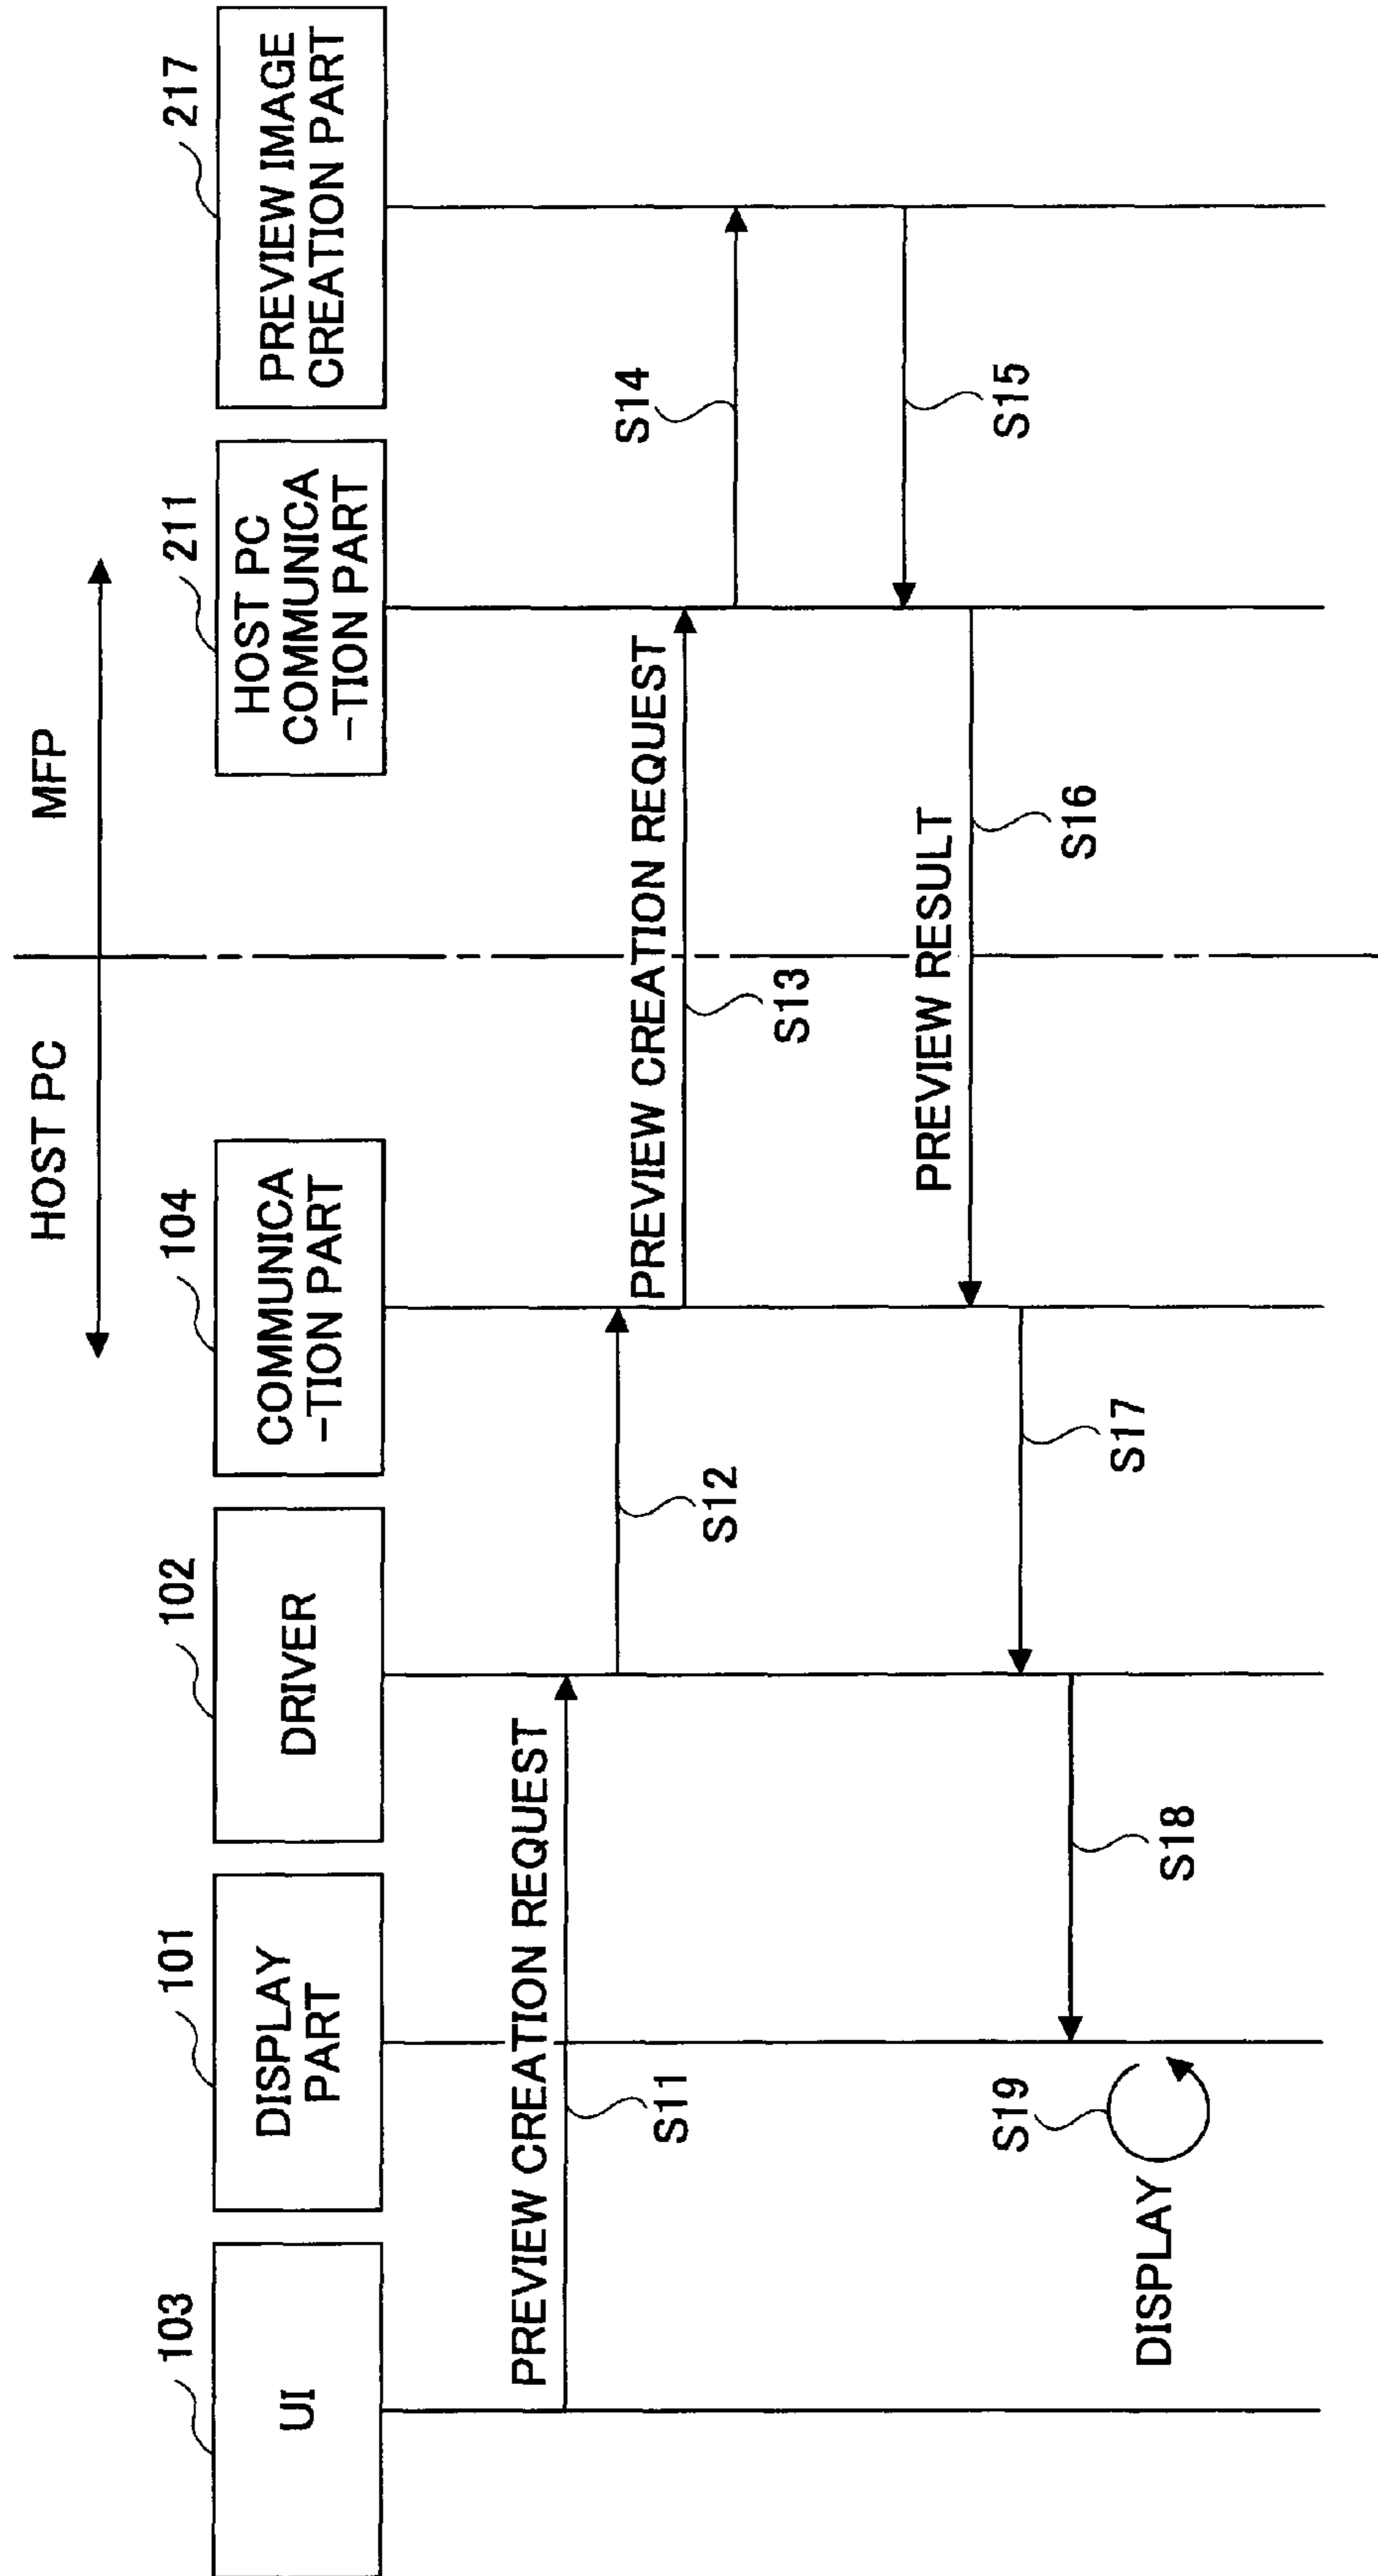 HOST PC
MFP
103
101
102
104
211
217
UI
DISPLAY
PART
DRIVER
COMMUNICA
-TION PART
HOST PC
COMMUNICA
-TION PART
PREVIEW IMAGE
CREATION PART
PREVIEW CREATION REQUEST
S11
S12
PREVIEW CREATION REQUEST
S13
S14
S15
PREVIEW RESULT
S16
S17
S18
S19
DISPLAY